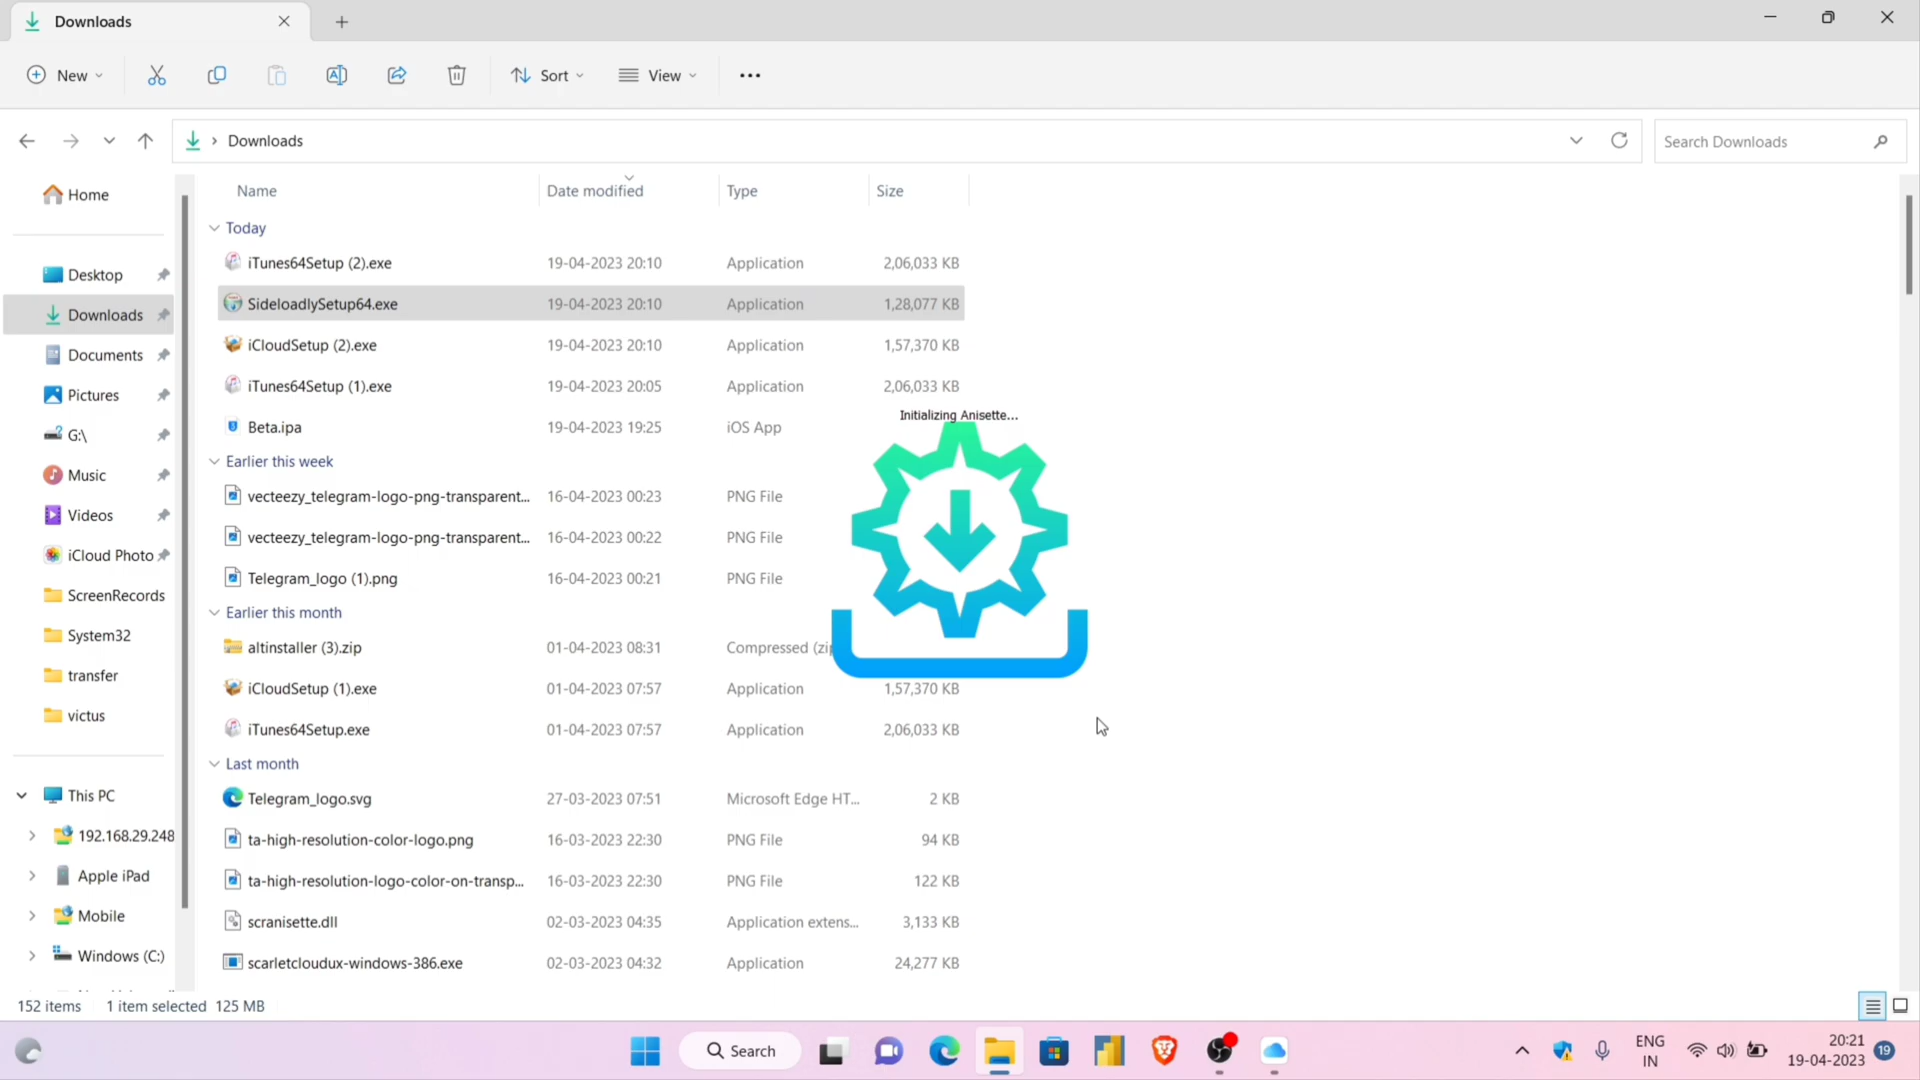 Downloads
New
Sort
View
Downloads
Search Downloads
Home
Desktop
Downloads
Documents
Pictures
G:\
Music
Videos
iCloud Photo
ScreenRecords
System32
transfer
victus
This PC
192.168.29.248
Apple iPad
Mobile
Windows (C:)
Name Date modified Type Size
Today
iTunes64Setup (2).exe 19-04-2023 20:10 Application 2,06,033 KB
SideloadlySetup64.exe 19-04-2023 20:10 Application 1,28,077 KB
iCloudSetup (2).exe 19-04-2023 20:10 Application 1,57,370 KB
iTunes64Setup (1).exe 19-04-2023 20:05 Application 2,06,033 KB
Initializing Anisette...
Beta.ipa 19-04-2023 19:25 iOS App
Earlier this week
vecteezy_telegram-logo-png-transparent... 16-04-2023 00:23 PNG File
vecteezy_telegram-logo-png-transparent... 16-04-2023 00:22 PNG File
Telegram_logo (1).png 16-04-2023 00:21 PNG File
Earlier this month
altinstaller (3).zip 01-04-2023 08:31 Compressed (zip
iCloudSetup (1).exe 01-04-2023 07:57 Application 1,57,370 KB
iTunes64Setup.exe 01-04-2023 07:57 Application 2,06,033 KB
Last month
Telegram_logo.svg 27-03-2023 07:51 Microsoft Edge HT... 2 KB
ta-high-resolution-color-logo.png 16-03-2023 22:30 PNG File 94 KB
ta-high-resolution-logo-color-on-transp... 16-03-2023 22:30 PNG File 122 KB
scranisette.dll 02-03-2023 04:35 Application extens... 3,133 KB
scarletcloudux-windows-386.exe 02-03-2023 04:32 Application 24,277 KB
152 items 1 item selected 125 MB
Search
ENG
IN
20:21
19-04-2023
19